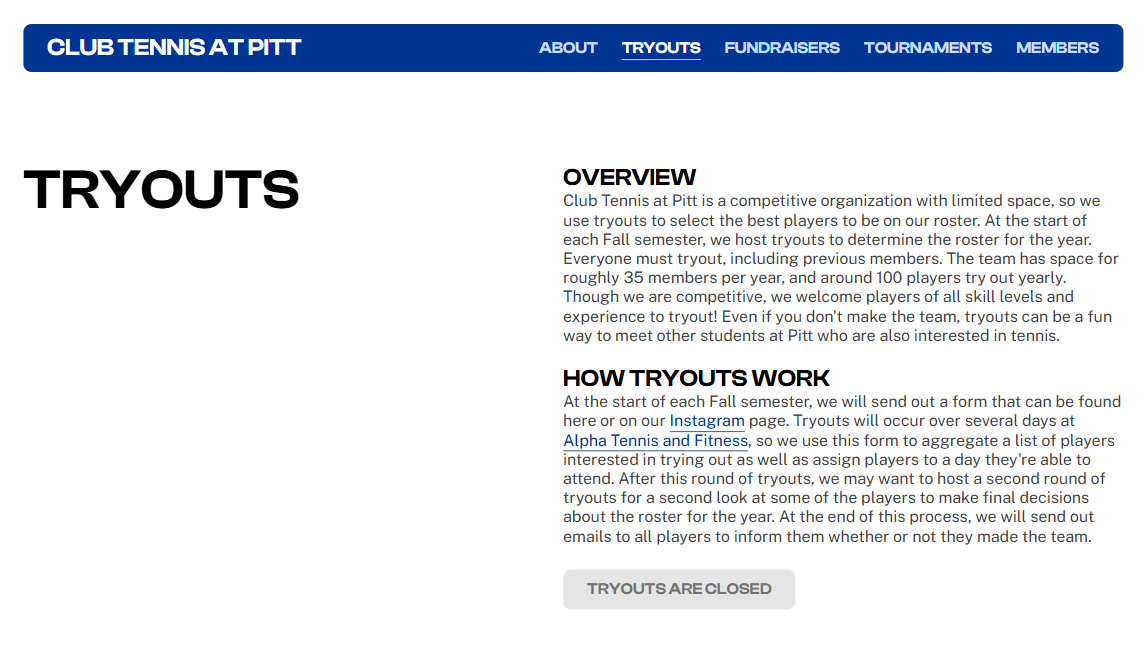 CLUB TENNIS AT PITT
ABOUT TRYOUTS FUNDRAISERS TOURNAMENTS MEMBERS
TRYOUTS
OVERVIEW
Club Tennis at Pitt is a competitive organization with limited space, so we
use tryouts to select the best players to be on our roster. At the start of
each Fall semester, we host tryouts to determine the roster for the year.
Everyone must tryout, including previous members. The team has space for
roughly 35 members per year, and around 100 players try out yearly.
Though we are competitive, we welcome players of all skill levels and
experience to tryout! Even if you don't make the team, tryouts can be a fun
way to meet other students at Pitt who are also interested in tennis.
HOW TRYOUTS WORK
At the start of each Fall semester, we will send out a form that can be found
here or on our Instagram page. Tryouts will occur over several days at
Alpha Tennis and Fitness, so we use this form to aggregate a list of players
interested in trying out as well as assign players to a day they're able to
attend. After this round of tryouts, we may want to host a second round of
tryouts for a second look at some of the players to make final decisions
about the roster for the year. At the end of this process, we will send out
emails to all players to inform them whether or not they made the team.
TRYOUTS ARE CLOSED